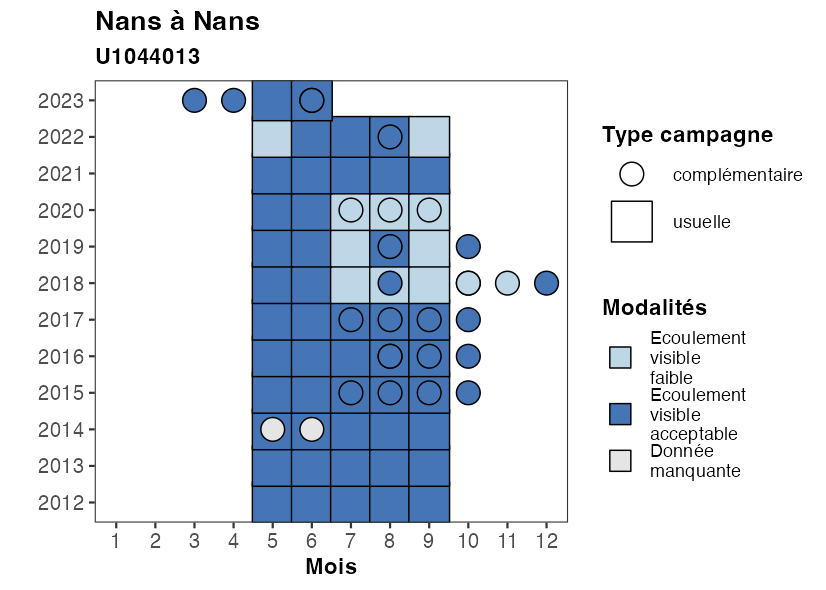 Nans à Nans
U1044013
2023
2022
2021
2020
2019
2018
2017
2016
2015
2014
2013
2012
1 2 3 4 5 6 7 8 9 10 11 12
Mois
Type campagne
complémentaire
usuelle
Modalités
Ecoulement
visible
faible
Ecoulement
visible
acceptable
Donnée
manquante